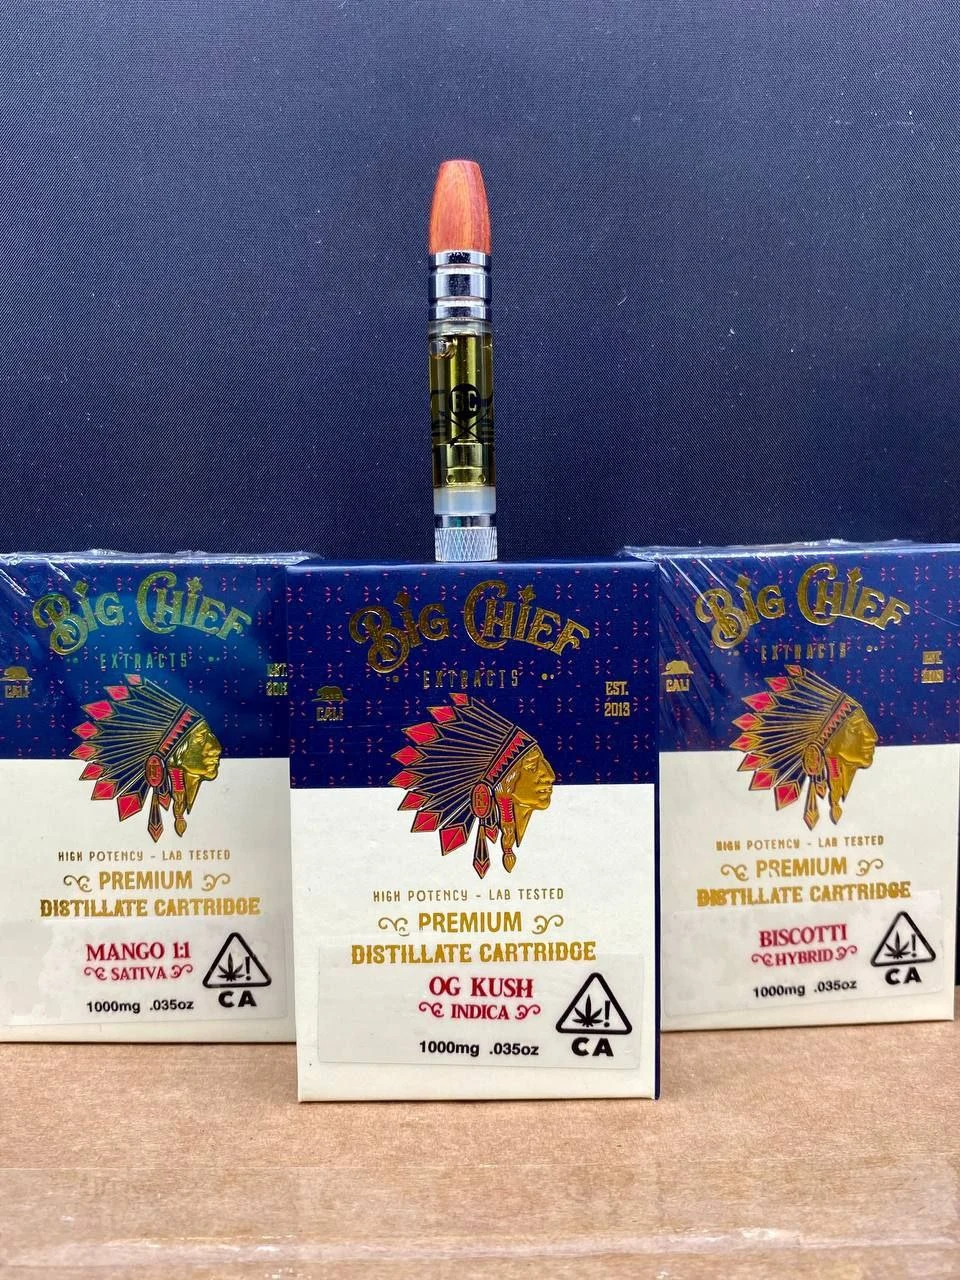 BC
BIG CHIEF
EXTRACTS
CALI
EST.
2013
HIGH POTENCY - LAB TESTED
PREMIUM
DISTILLATE CARTRIDGE
MANGO 1:1
SATIVA
1000mg .035oz
CA
BIG CHIEF
EXTRACTS
CALI
EST.
2013
HIGH POTENCY - LAB TESTED
PREMIUM
DISTILLATE CARTRIDGE
OG KUSH
INDICA
1000mg .035oz
CA
BIG CHIEF
EXTRACTS
CALI
EST.
2013
HIGH POTENCY - LAB TESTED
PREMIUM
DISTILLATE CARTRIDGE
BISCOTTI
HYBRID
1000mg .035oz
CA